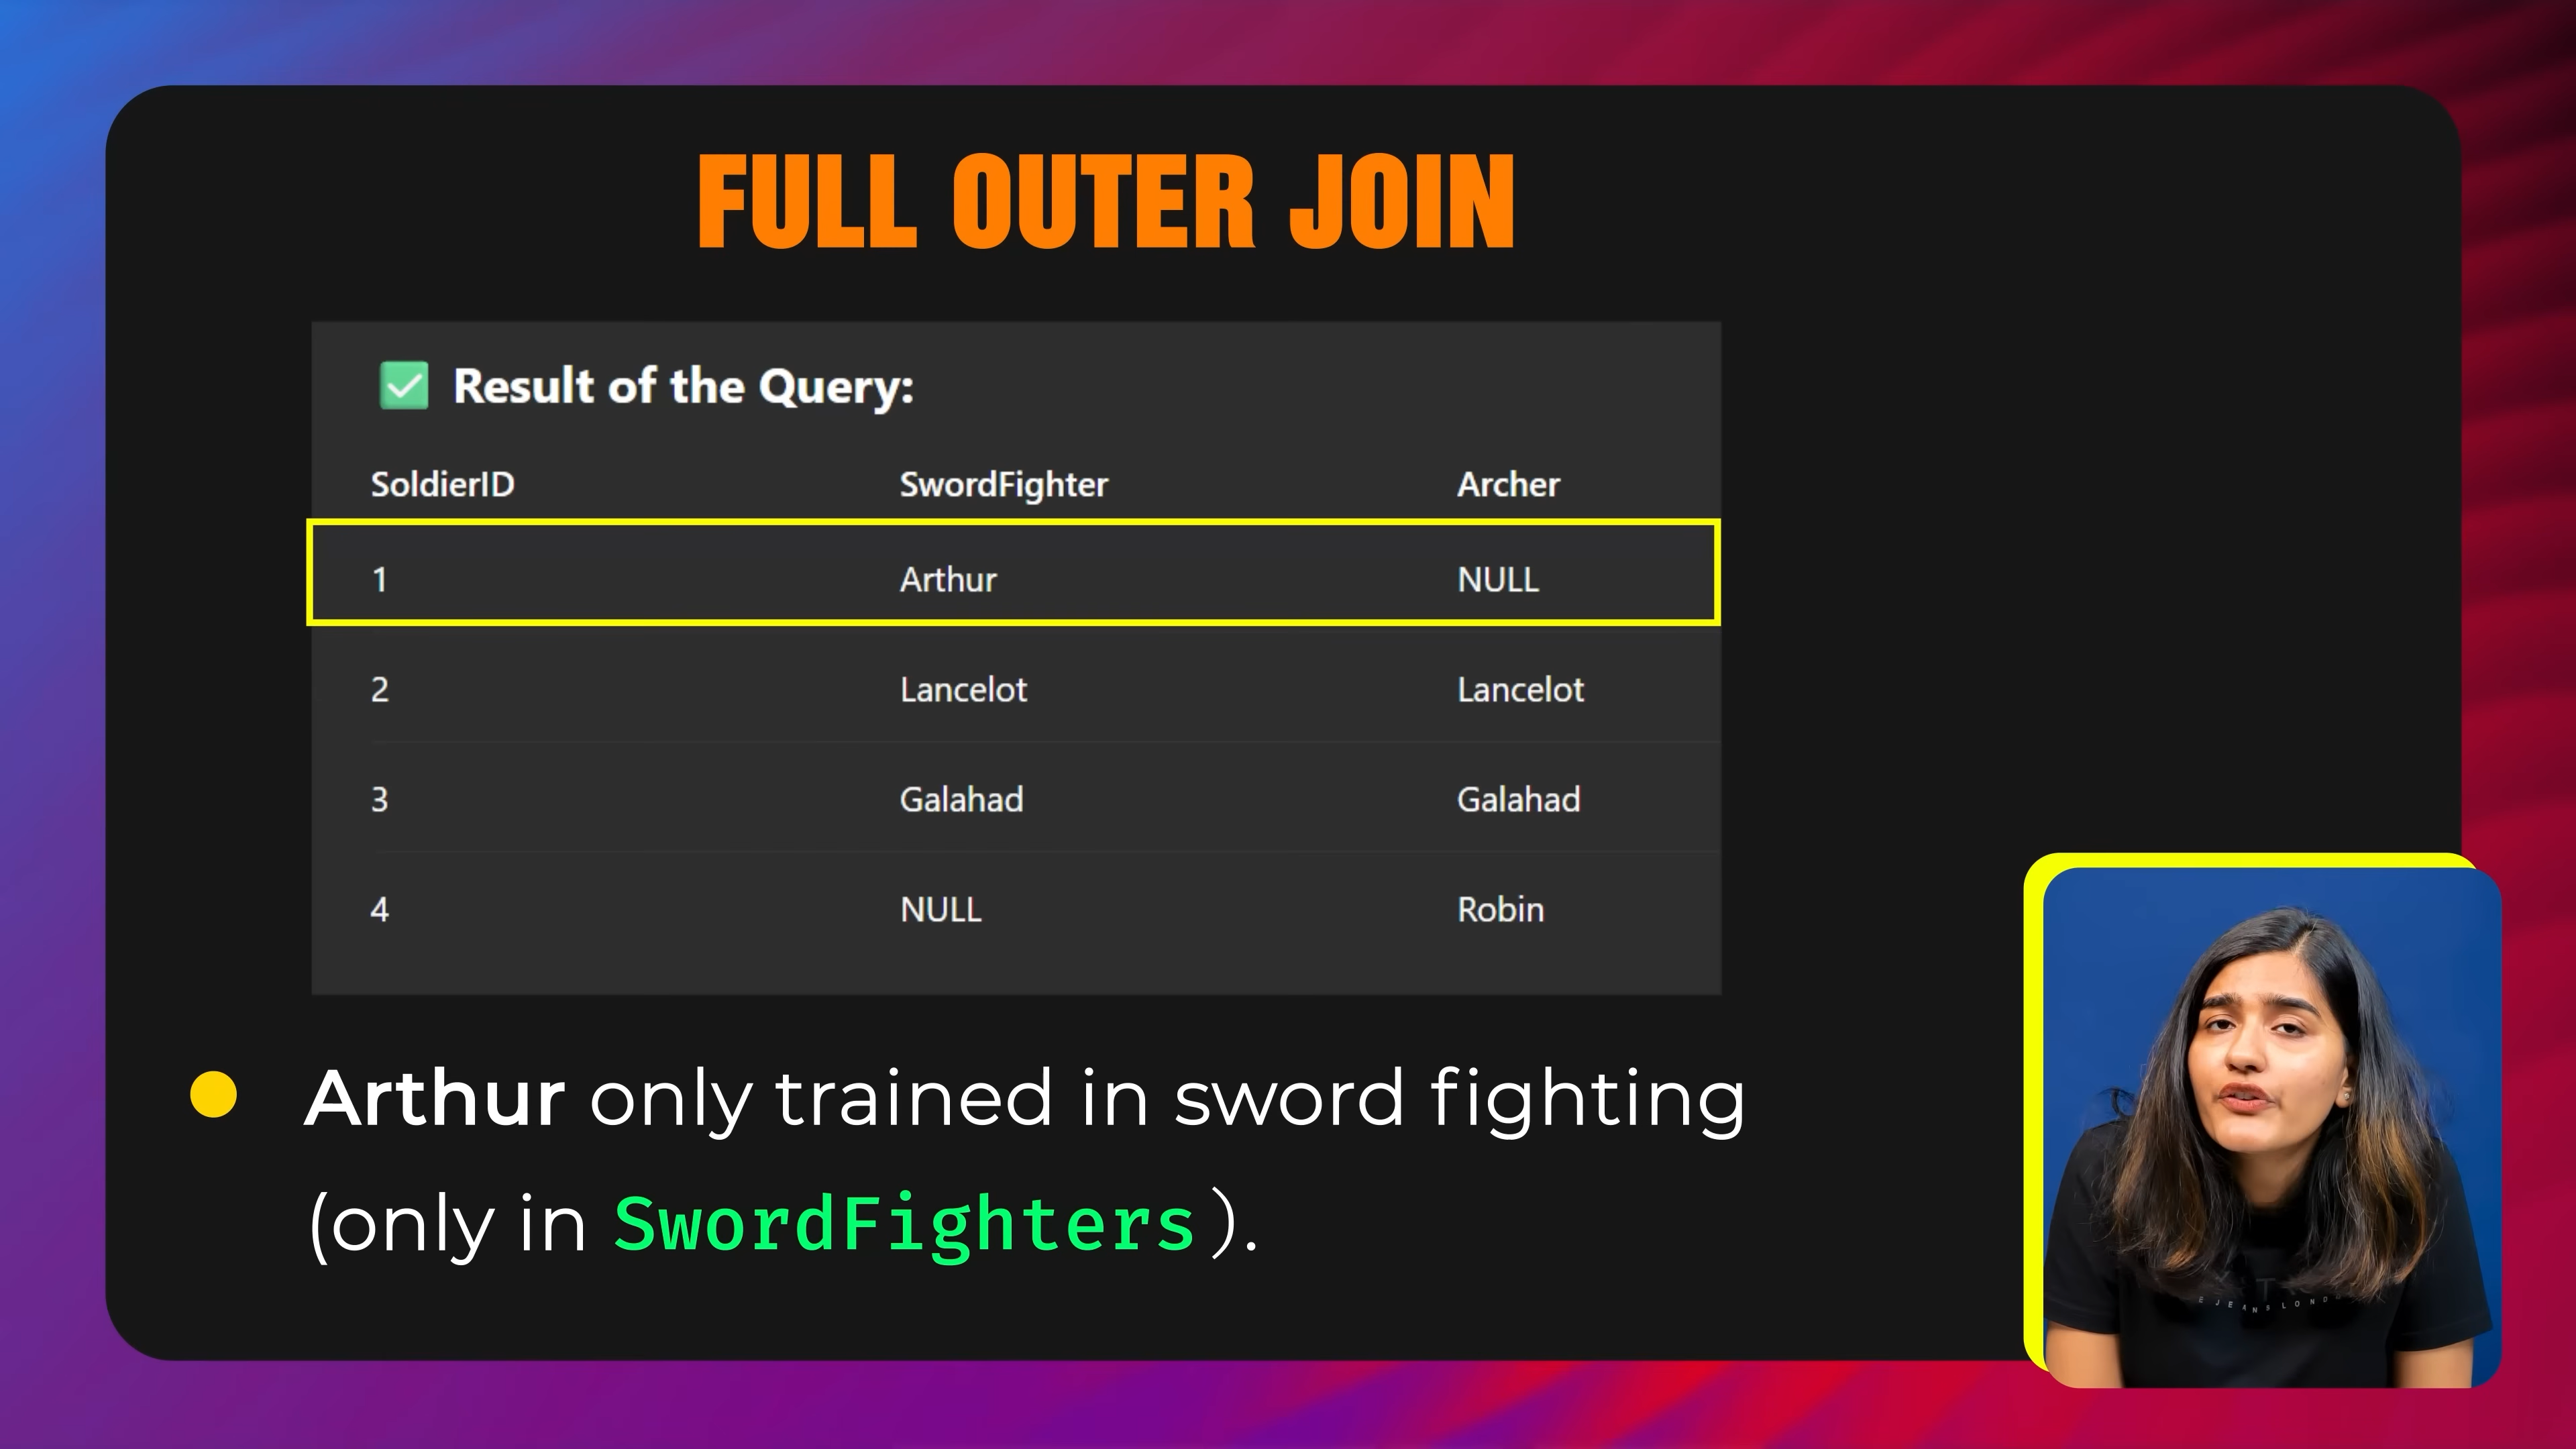 FULL OUTER JOIN
✅ Result of the Query:
SoldierID SwordFighter Archer
1 Arthur NULL
2 Lancelot Lancelot
3 Galahad Galahad
4 NULL Robin
Arthur only trained in sword fighting
(only in SwordFighters).